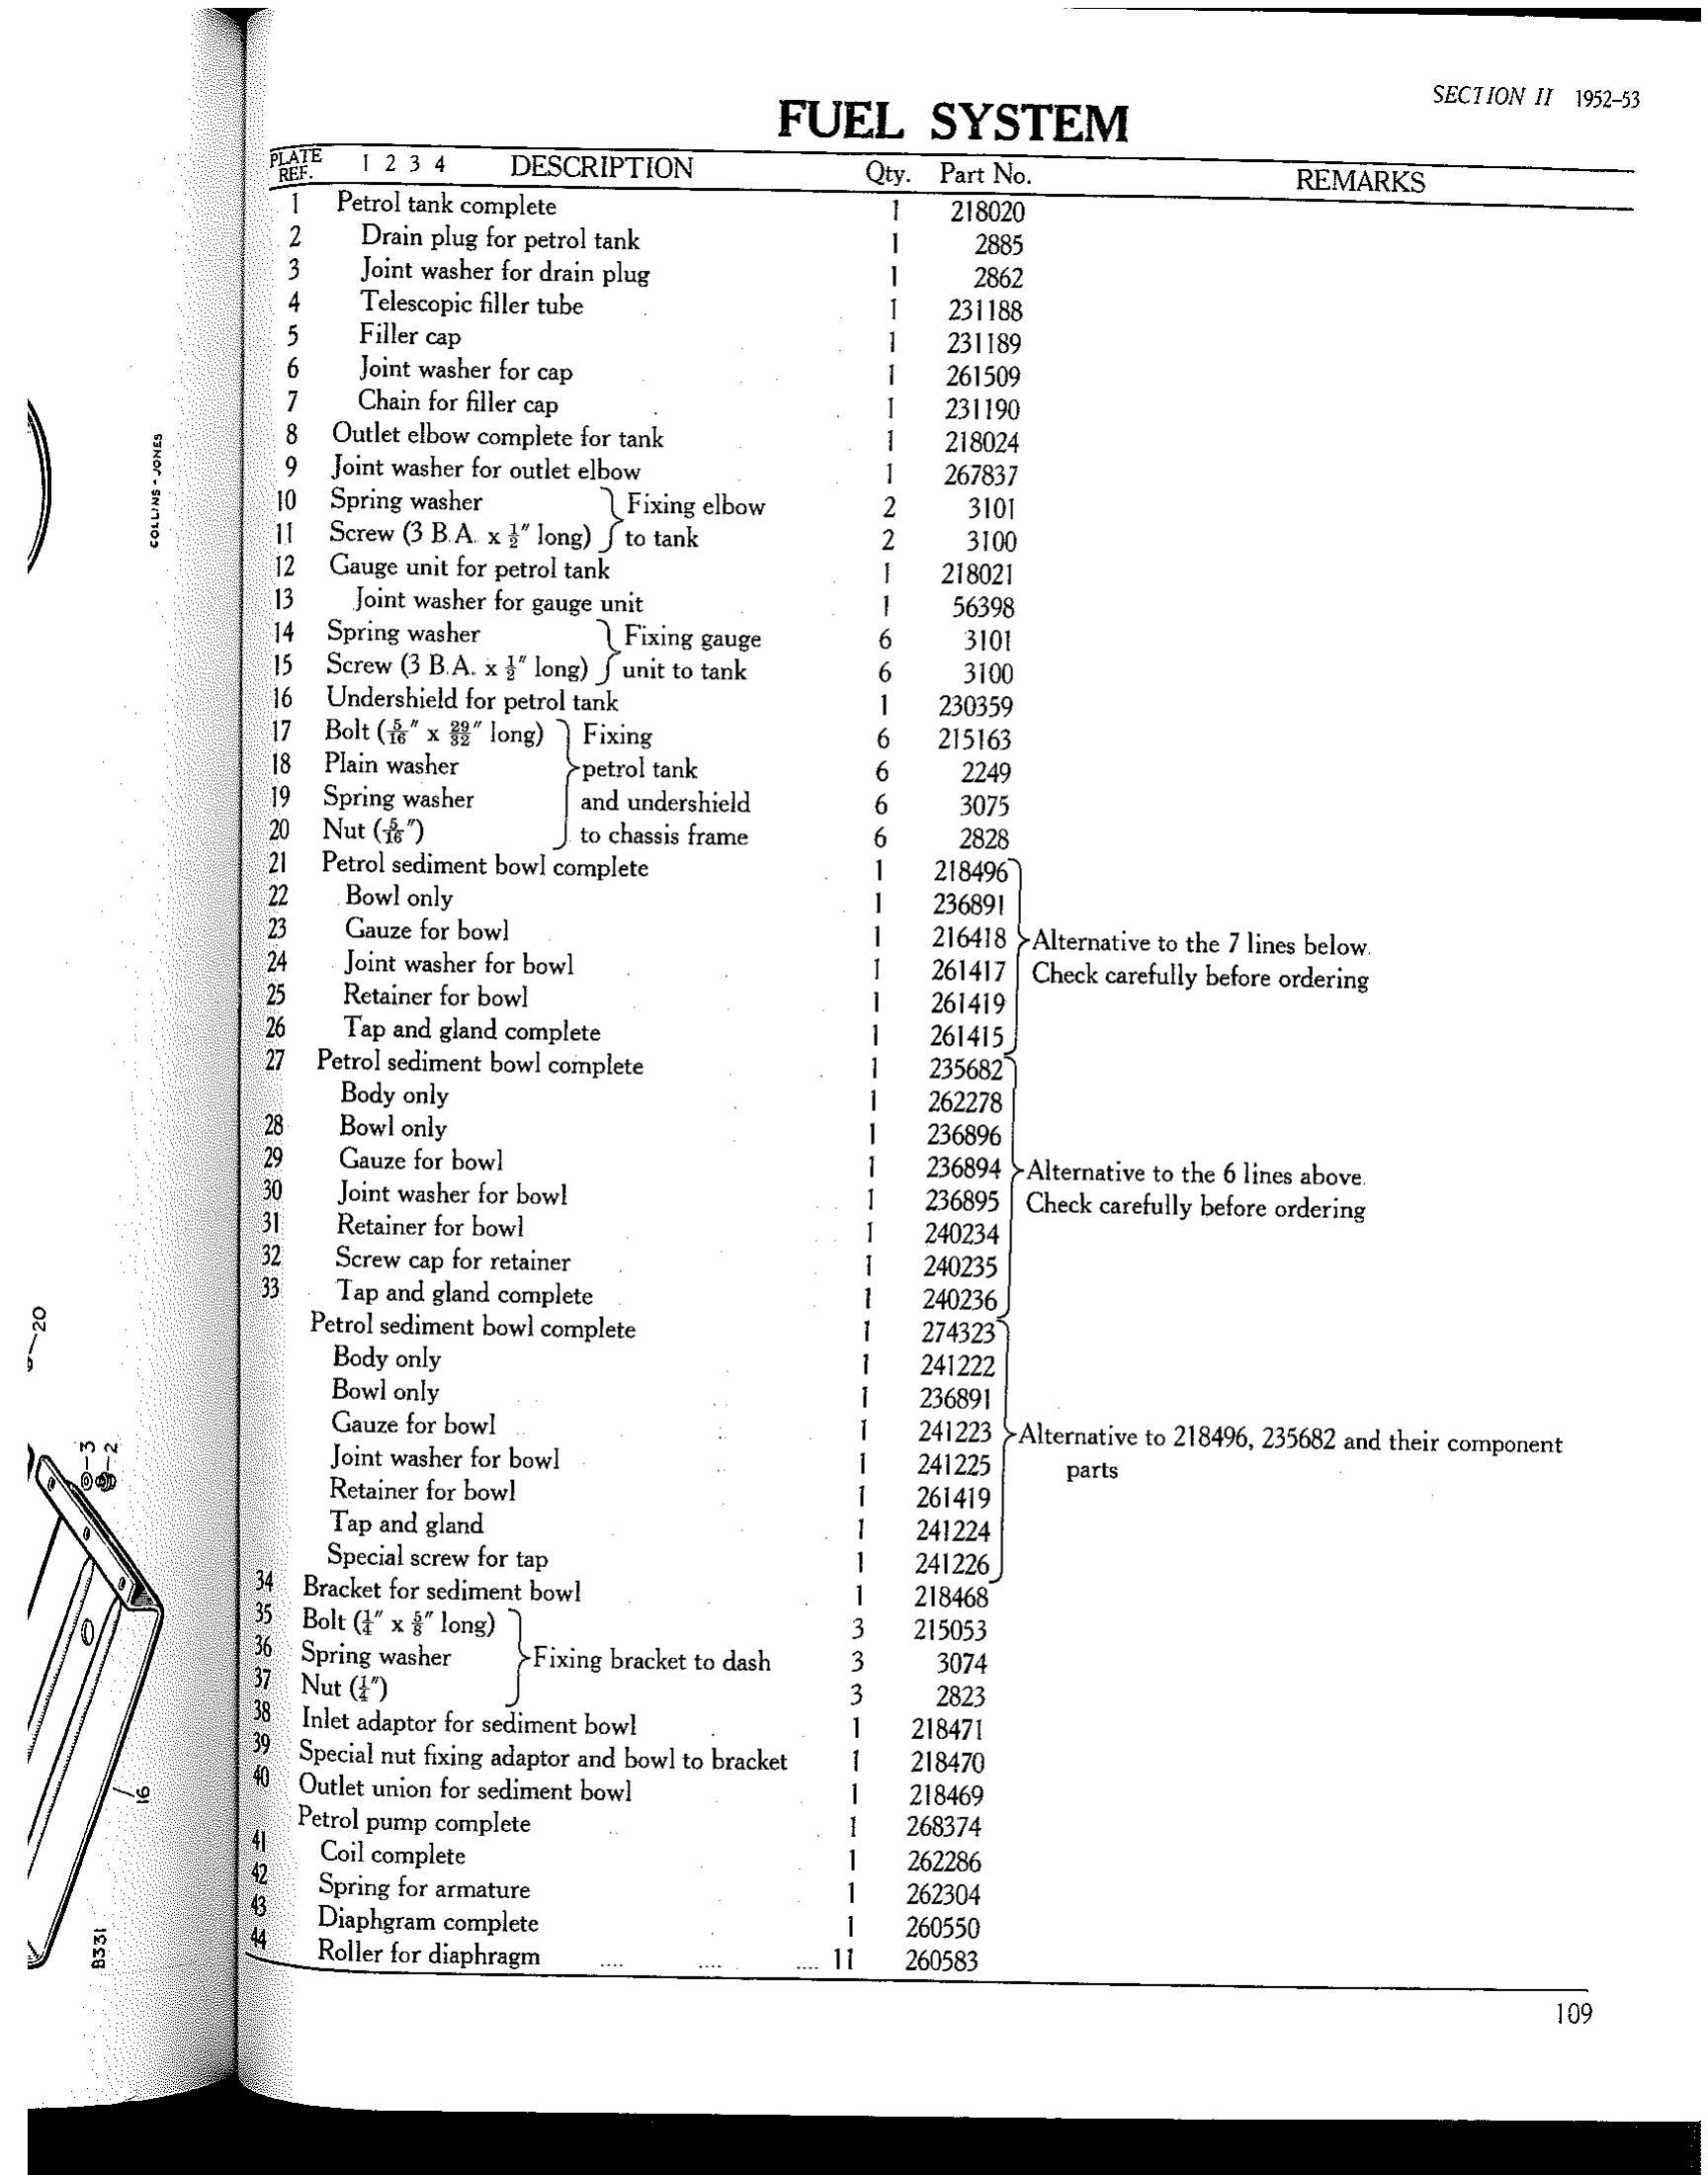 SECTION II 1952–53
FUEL SYSTEM
PLATE REF. 1 2 3 4 DESCRIPTION Qty. Part No. REMARKS
1 Petrol tank complete 1 218020
2 Drain plug for petrol tank 1 2885
3 Joint washer for drain plug 1 2862
4 Telescopic filler tube 1 231188
5 Filler cap 1 231189
6 Joint washer for cap 1 261509
7 Chain for filler cap 1 231190
8 Outlet elbow complete for tank 1 218024
9 Joint washer for outlet elbow 1 267837
10 Spring washer Fixing elbow 2 3101
11 Screw (3 B.A. x ½″ long) to tank 2 3100
12 Gauge unit for petrol tank 1 218021
13 Joint washer for gauge unit 1 56398
14 Spring washer Fixing gauge 6 3101
15 Screw (3 B.A. x ½″ long) unit to tank 6 3100
16 Undershield for petrol tank 1 230359
17 Bolt (5/16″ x 29/32″ long) Fixing 6 215163
18 Plain washer petrol tank 6 2249
19 Spring washer and undershield 6 3075
20 Nut (5/16″) to chassis frame 6 2828
21 Petrol sediment bowl complete 1 218496
22 Bowl only 1 236891
23 Gauze for bowl 1 216418 Alternative to the 7 lines below.
24 Joint washer for bowl 1 261417 Check carefully before ordering
25 Retainer for bowl 1 261419
26 Tap and gland complete 1 261415
27 Petrol sediment bowl complete 1 235682
Body only 1 262278
28 Bowl only 1 236896
29 Gauze for bowl 1 236894 Alternative to the 6 lines above.
30 Joint washer for bowl 1 236895 Check carefully before ordering
31 Retainer for bowl 1 240234
32 Screw cap for retainer 1 240235
33 Tap and gland complete 1 240236
Petrol sediment bowl complete 1 274323
Body only 1 241222
Bowl only 1 236891
Gauze for bowl 1 241223 Alternative to 218496, 235682 and their component
Joint washer for bowl 1 241225 parts
Retainer for bowl 1 261419
Tap and gland 1 241224
Special screw for tap 1 241226
34 Bracket for sediment bowl 1 218468
35 Bolt (¼″ x ⅝″ long) 3 215053
36 Spring washer Fixing bracket to dash 3 3074
37 Nut (¼″) 3 2823
38 Inlet adaptor for sediment bowl 1 218471
39 Special nut fixing adaptor and bowl to bracket 1 218470
40 Outlet union for sediment bowl 1 218469
Petrol pump complete 1 268374
41 Coil complete 1 262286
42 Spring for armature 1 262304
43 Diaphgram complete 1 260550
44 Roller for diaphragm .... .... .... 11 260583
109
COLLINS - JONES
20
3
2
16
B331